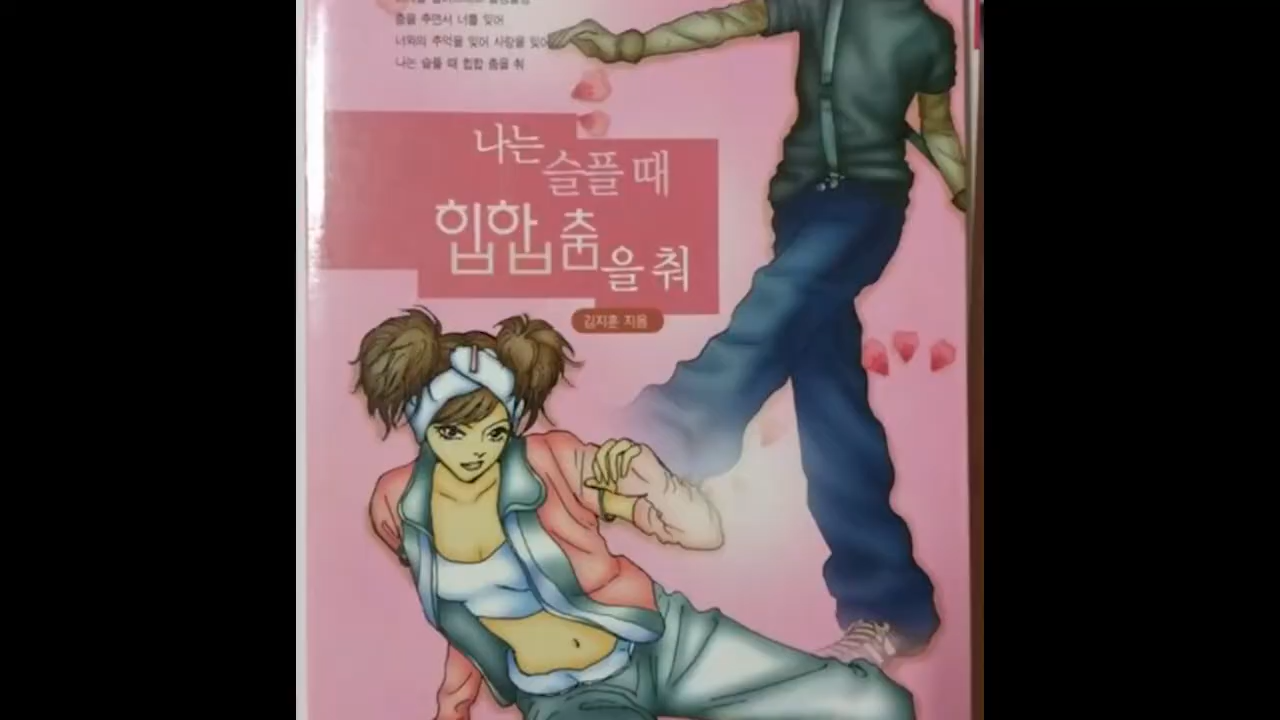 춤을 추면서 너를 잊어
너와의 추억을 잊어 사랑을 잊어
나는 슬플 때 힙합 춤을 춰
나는
슬플 때
힙합 춤
을 춰
김지훈 지음